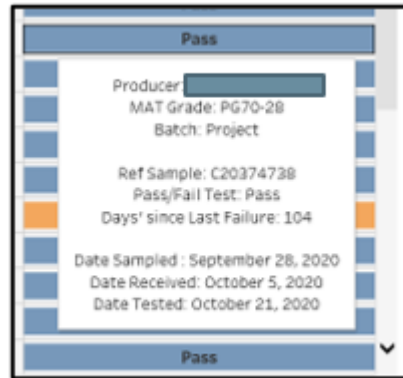 Pass
Producer:
MAT Grade: PG70-28
Batch: Project
Ref Sample: C20374738
Pass/Fail Test: Pass
Days' since Last Failure: 104
Date Sampled : September 28, 2020
Date Received: October 5, 2020
Date Tested: October 21, 2020
Pass